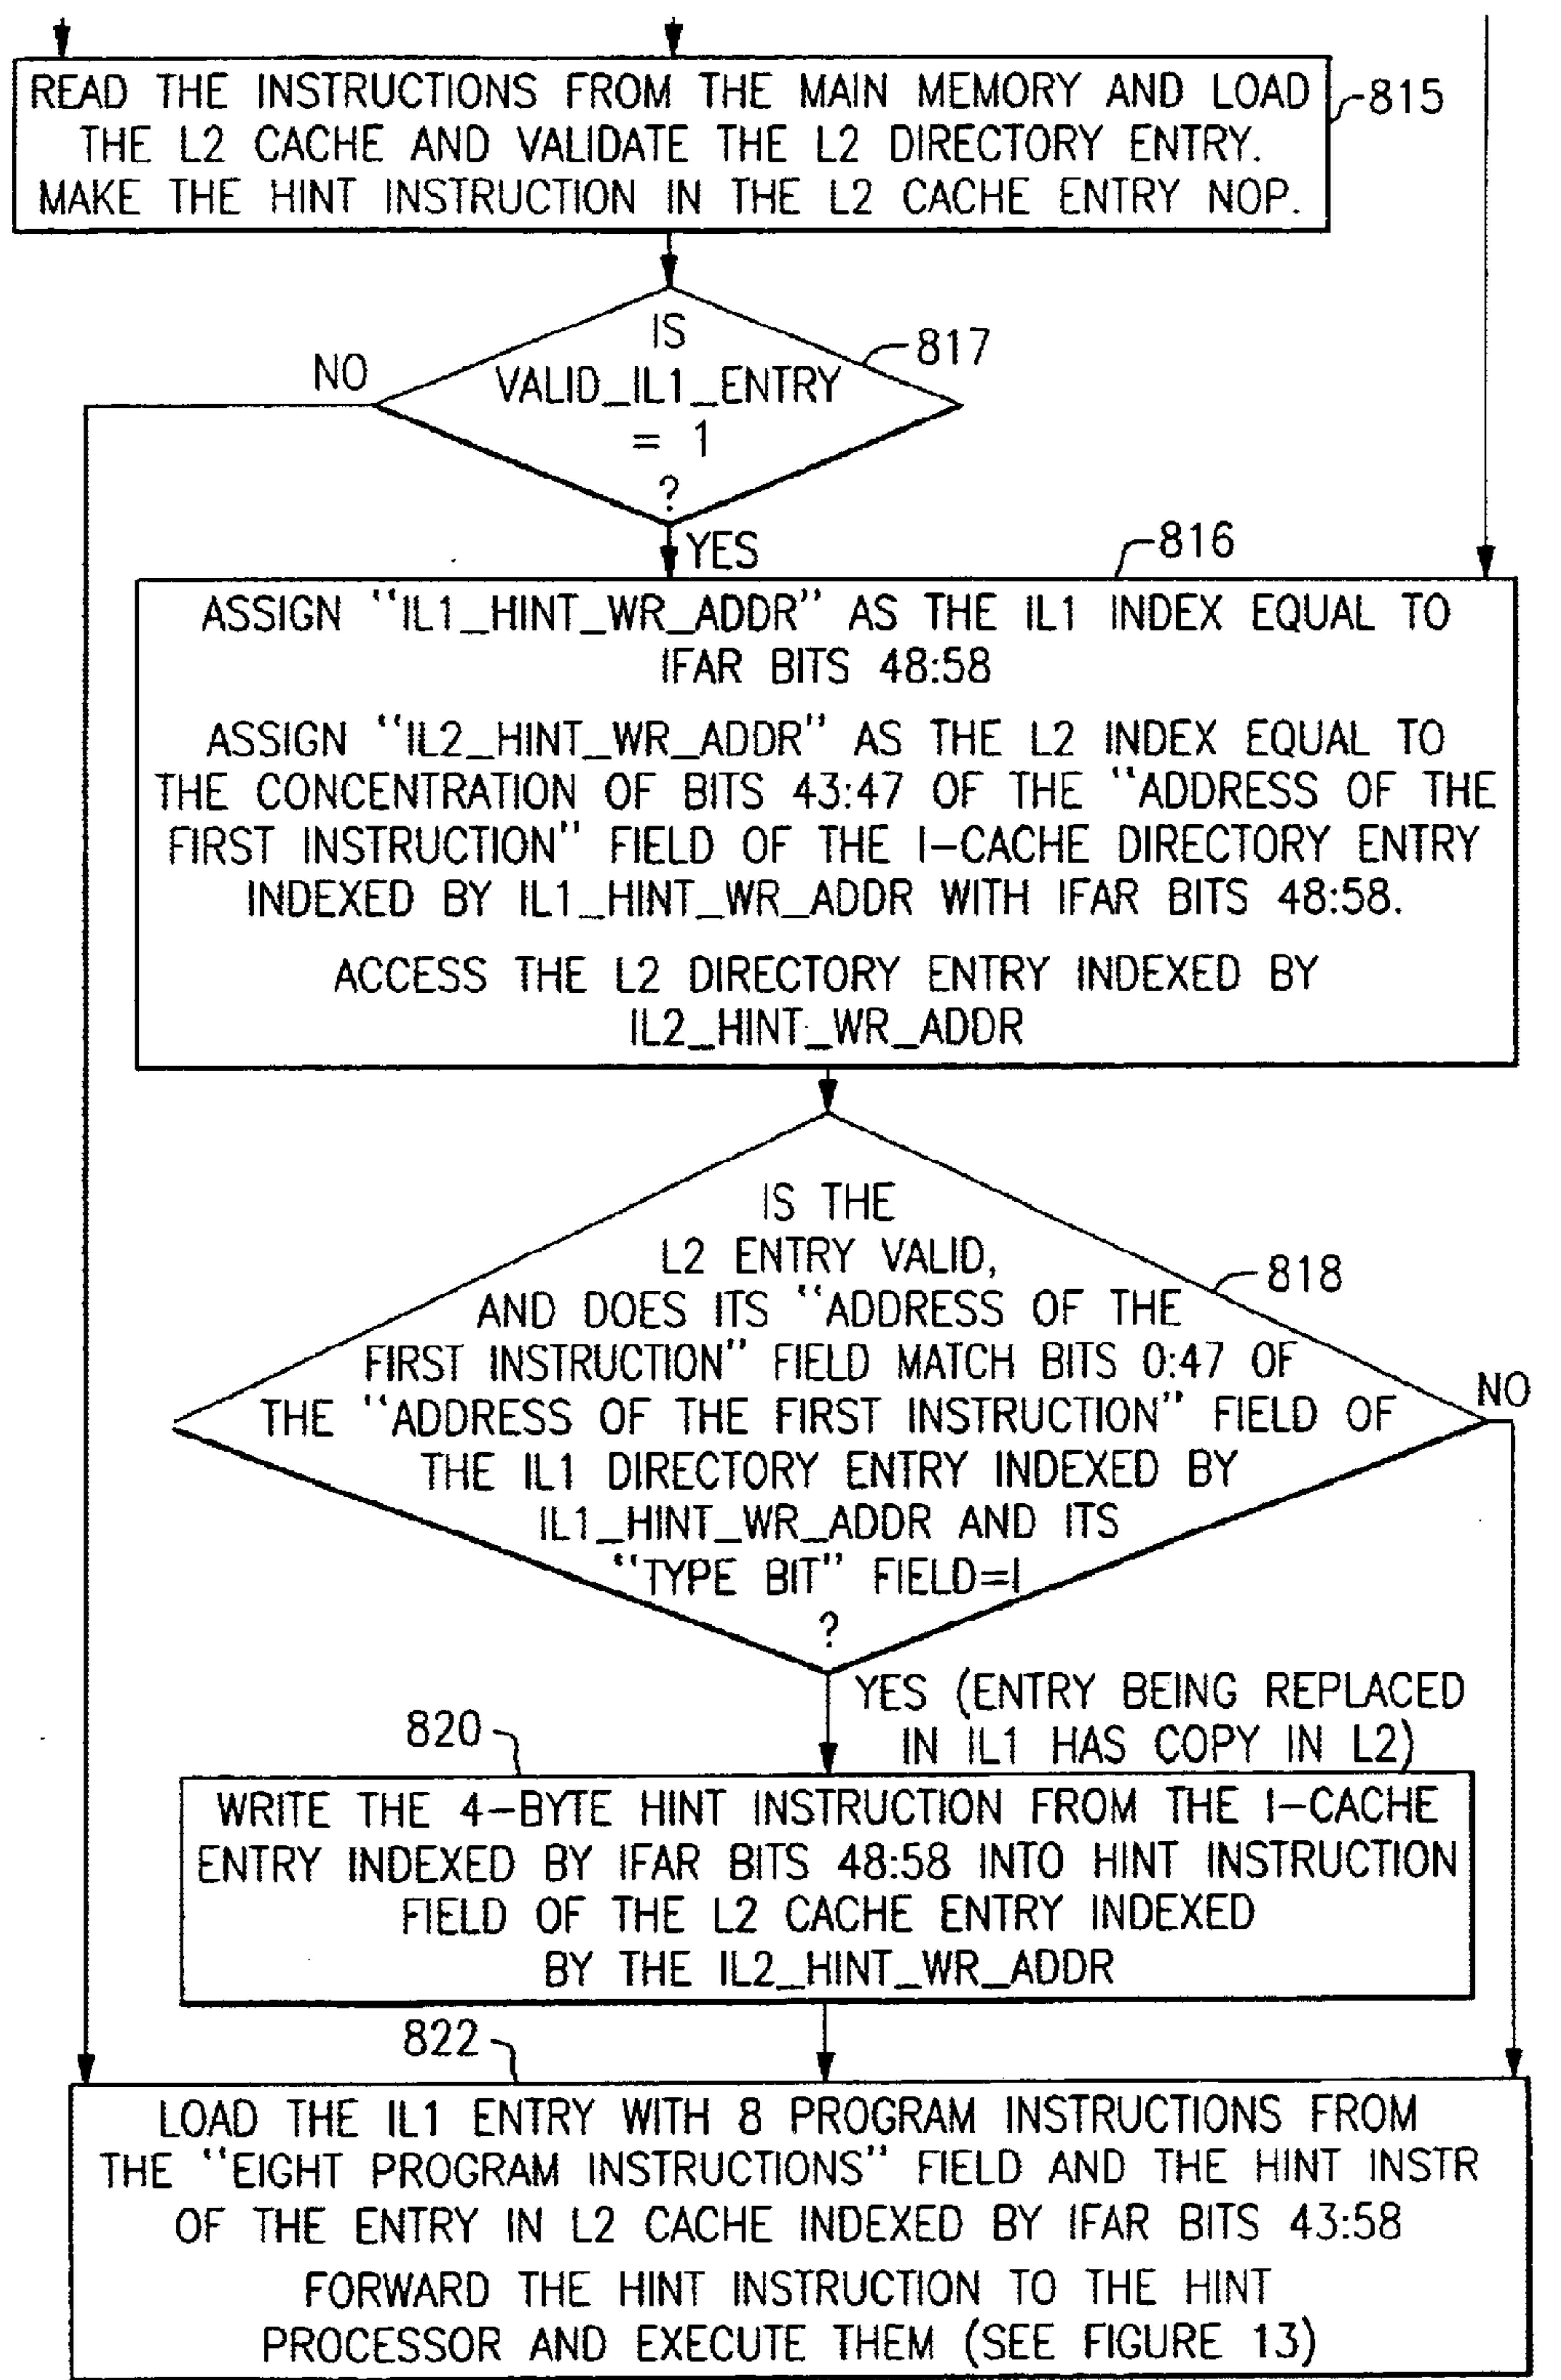 READ THE INSTRUCTIONS FROM THE MAIN MEMORY AND LOAD
THE L2 CACHE AND VALIDATE THE L2 DIRECTORY ENTRY.
MAKE THE HINT INSTRUCTION IN THE L2 CACHE ENTRY NOP.
815
IS
VALID_IL1_ENTRY
= 1
?
817
NO
YES
816
ASSIGN "IL1_HINT_WR_ADDR" AS THE IL1 INDEX EQUAL TO
IFAR BITS 48:58
ASSIGN "IL2_HINT_WR_ADDR" AS THE L2 INDEX EQUAL TO
THE CONCENTRATION OF BITS 43:47 OF THE "ADDRESS OF THE
FIRST INSTRUCTION" FIELD OF THE I-CACHE DIRECTORY ENTRY
INDEXED BY IL1_HINT_WR_ADDR WITH IFAR BITS 48:58.
ACCESS THE L2 DIRECTORY ENTRY INDEXED BY
IL2_HINT_WR_ADDR
IS THE
L2 ENTRY VALID,
AND DOES ITS "ADDRESS OF THE
FIRST INSTRUCTION" FIELD MATCH BITS 0:47 OF
THE "ADDRESS OF THE FIRST INSTRUCTION" FIELD OF
THE IL1 DIRECTORY ENTRY INDEXED BY
IL1_HINT_WR_ADDR AND ITS
"TYPE BIT" FIELD=I
?
818
NO
YES (ENTRY BEING REPLACED
IN IL1 HAS COPY IN L2)
820
WRITE THE 4-BYTE HINT INSTRUCTION FROM THE I-CACHE
ENTRY INDEXED BY IFAR BITS 48:58 INTO HINT INSTRUCTION
FIELD OF THE L2 CACHE ENTRY INDEXED
BY THE IL2_HINT_WR_ADDR
822
LOAD THE IL1 ENTRY WITH 8 PROGRAM INSTRUCTIONS FROM
THE "EIGHT PROGRAM INSTRUCTIONS" FIELD AND THE HINT INSTR
OF THE ENTRY IN L2 CACHE INDEXED BY IFAR BITS 43:58
FORWARD THE HINT INSTRUCTION TO THE HINT
PROCESSOR AND EXECUTE THEM (SEE FIGURE 13)